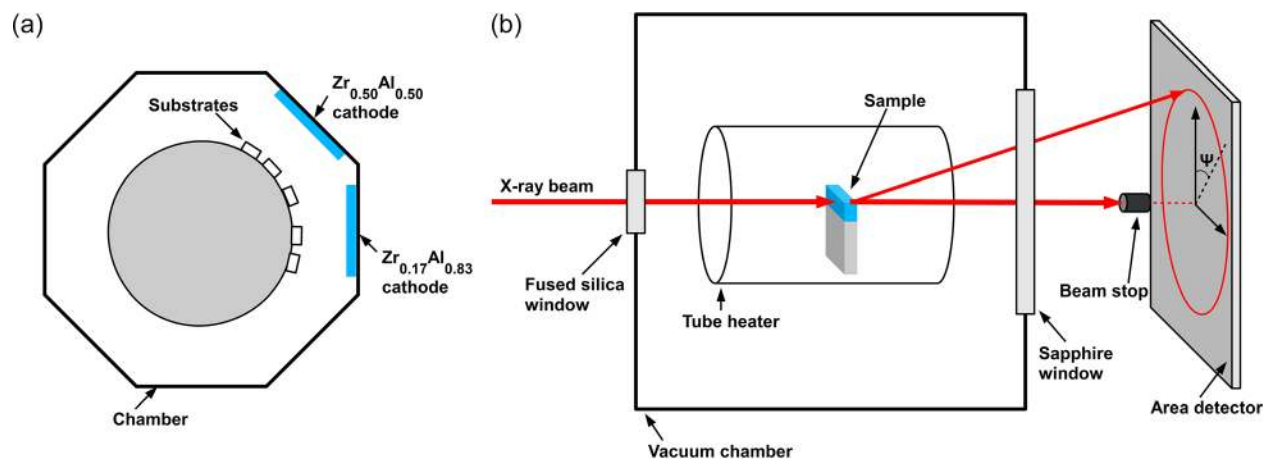 (a)
Zr0.50Al0.50
cathode
Substrates
Zr0.17Al0.83
cathode
Chamber
(b)
Sample
X-ray beam
Ψ
Fused silica
window
Tube heater
Beam stop
Sapphire
window
Area detector
Vacuum chamber